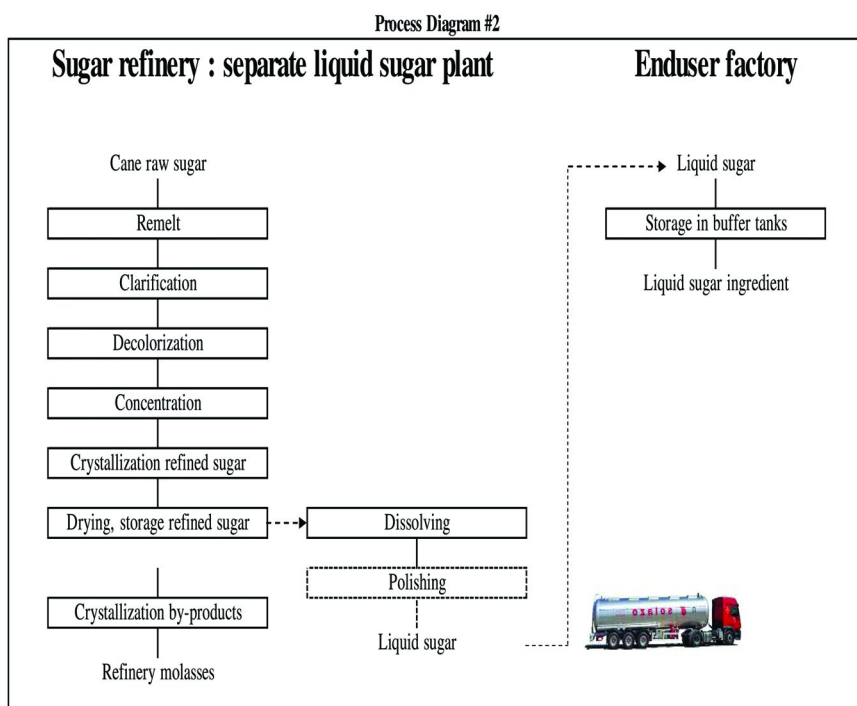 Process Diagram #2
Sugar refinery : separate liquid sugar plant
Enduser factory
Cane raw sugar
Remelt
Clarification
Decolorization
Concentration
Crystallization refined sugar
Drying, storage refined sugar
Crystallization by-products
Refinery molasses
Dissolving
Polishing
Liquid sugar
Liquid sugar
Storage in buffer tanks
Liquid sugar ingredient